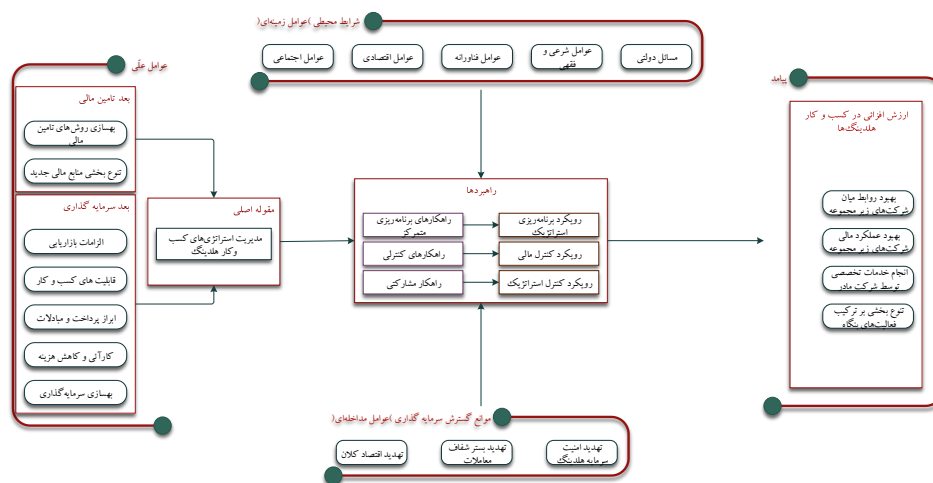 شرایط محیطی )عوامل زمینه‌ای(
مسائل دولتی
عوامل شرعی و
فقهی
عوامل فناورانه
عوامل اقتصادی
عوامل اجتماعی
عوامل علّی
بعد تامین مالی
بهسازی روش‌های تامین
مالی
تنوع بخشی منابع مالی جدید
بعد سرمایه گذاری
الزامات بازاریابی
قابلیت های کسب و کار
ابراز پرداخت و مبادلات
کارآئی و کاهش هزینه
بهسازی سرمایه‌گذاری
مقوله اصلی
مدیریت استراتژی‌های کسب
وکار هلدینگ
راهبردها
راهکارهای برنامه‌ریزی
متمرکز
رویکرد برنامه‌ریزی
استراتژیک
راهکارهای کنترلی
رویکرد کنترل مالی
راهکار مشارکتی
رویکرد کنترل استراتژیک
موانع گسترش سرمایه گذاری )عوامل مداخله‌ای(
تهدید امنیت
سرمایه هلدینگ
تهدید بستر شفاف
معاملات
تهدید اقتصاد کلان
پیامد
ارزش افزائی در کسب و کار
هلدینگ‌ها
بهبود روابط میان
شرکت‌های زیر مجموعه
بهبود عملکرد مالی
شرکت‌های زیر مجموعه
انجام خدمات تخصصی
توسط شرکت مادر
تنوع بخشی بر ترکیب
فعالیت‌های بنگاه